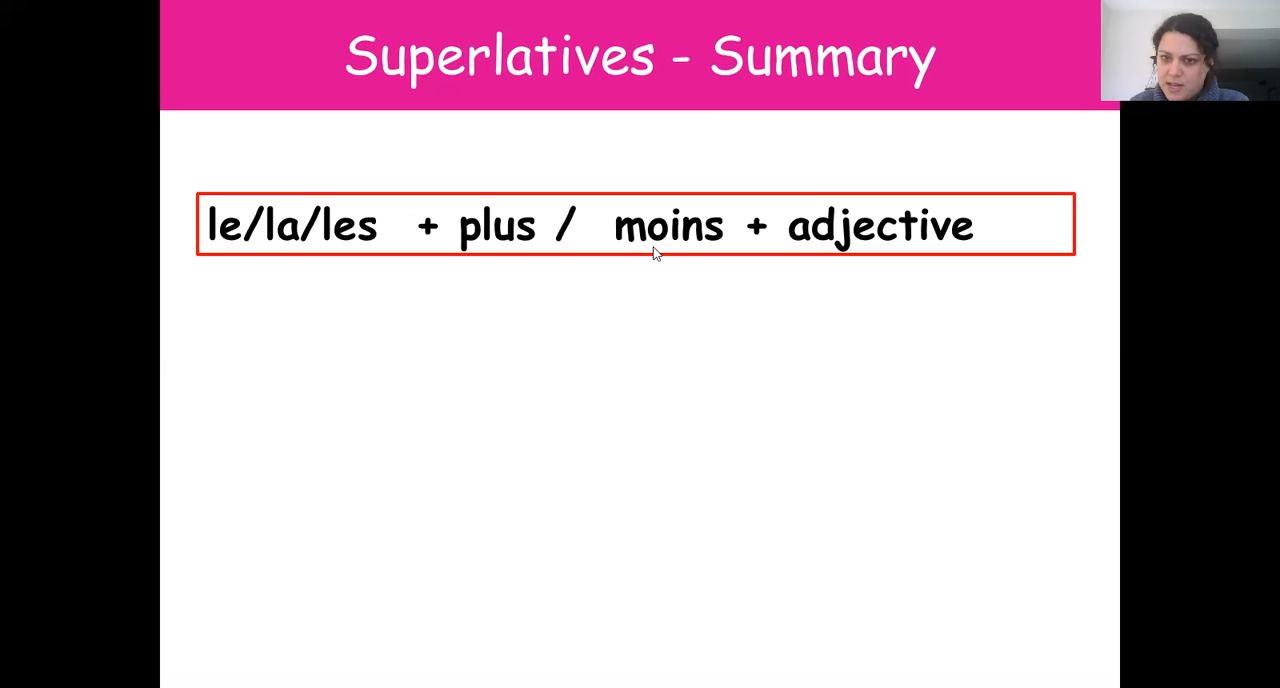 Superlatives - Summary
le/la/les + plus / moins + adjective